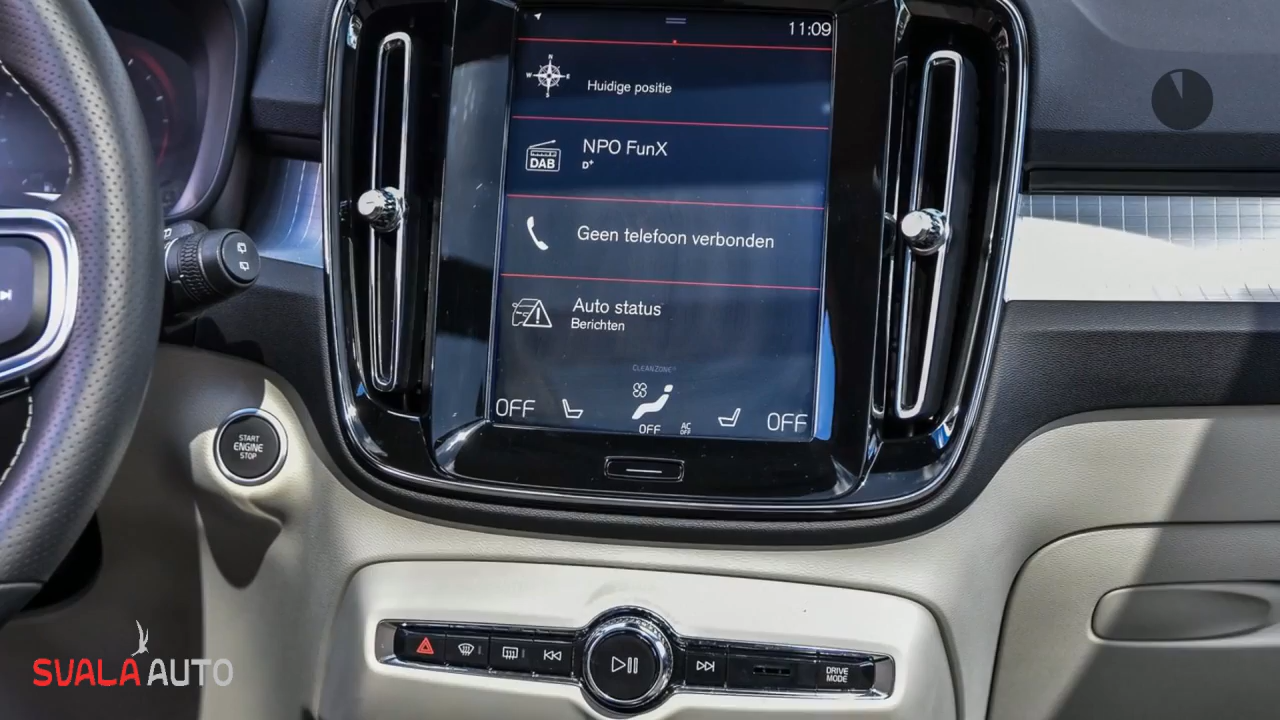 11:09
N
W E
S
Huidige positie
NPO FunX
DAB
D+
Geen telefoon verbonden
Auto status
Berichten
CLEANZONE
OFF
OFF
OFF
AC
OFF
START
ENGINE
STOP
DRIVE
MODE
SVALA AUTO